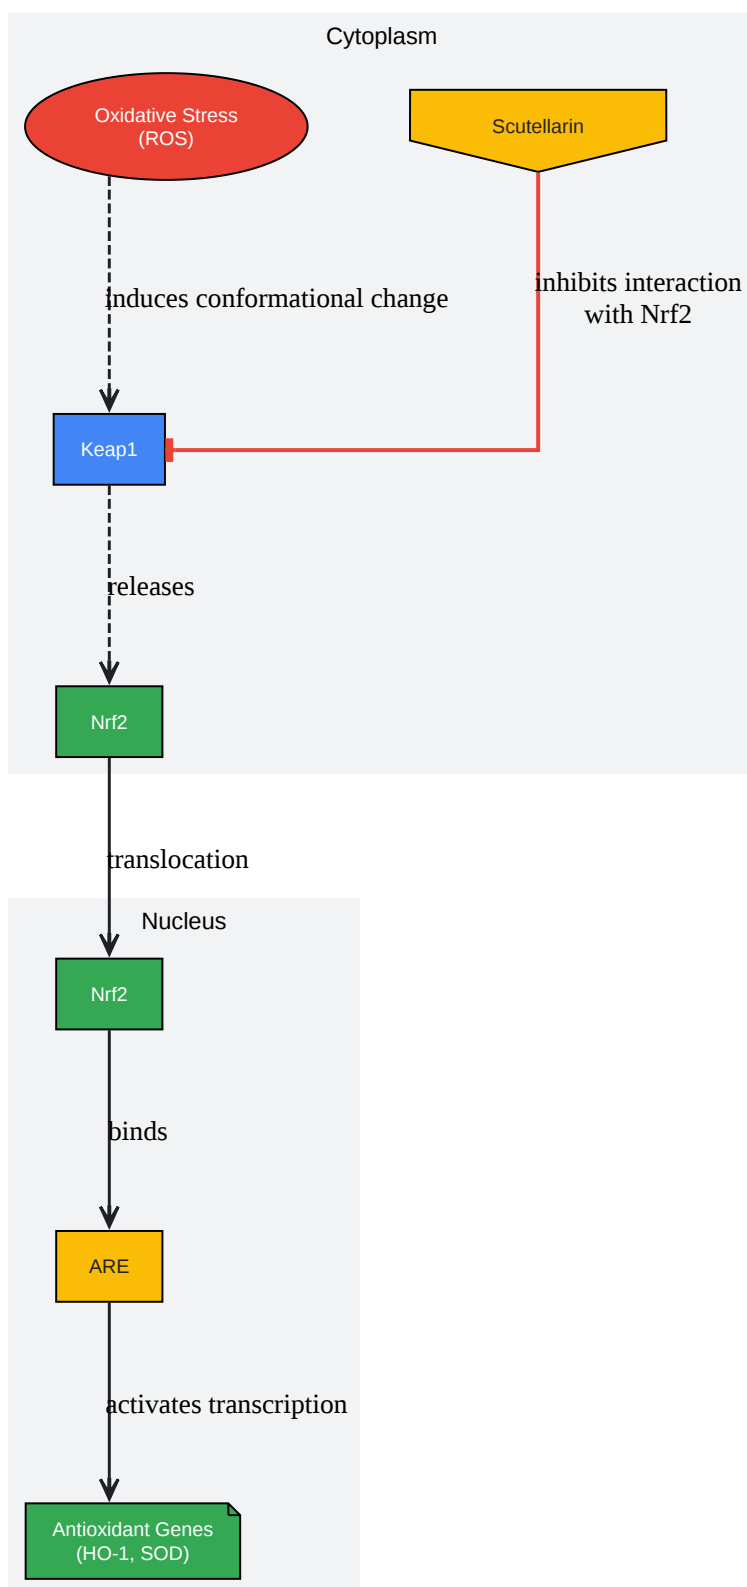 Cytoplasm
Oxidative Stress
(ROS)
Scutellarin
induces conformational change
inhibits interaction
with Nrf2
Keap1
releases
Nrf2
translocation
Nucleus
Nrf2
binds
ARE
activates transcription
Antioxidant Genes
(HO-1, SOD)